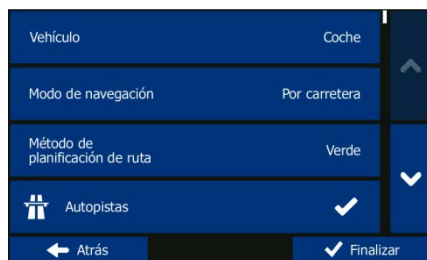 Vehículo Coche
Modo de navegación Por carretera
Método de
planificación de ruta Verde
Autopistas
Atrás Finalizar